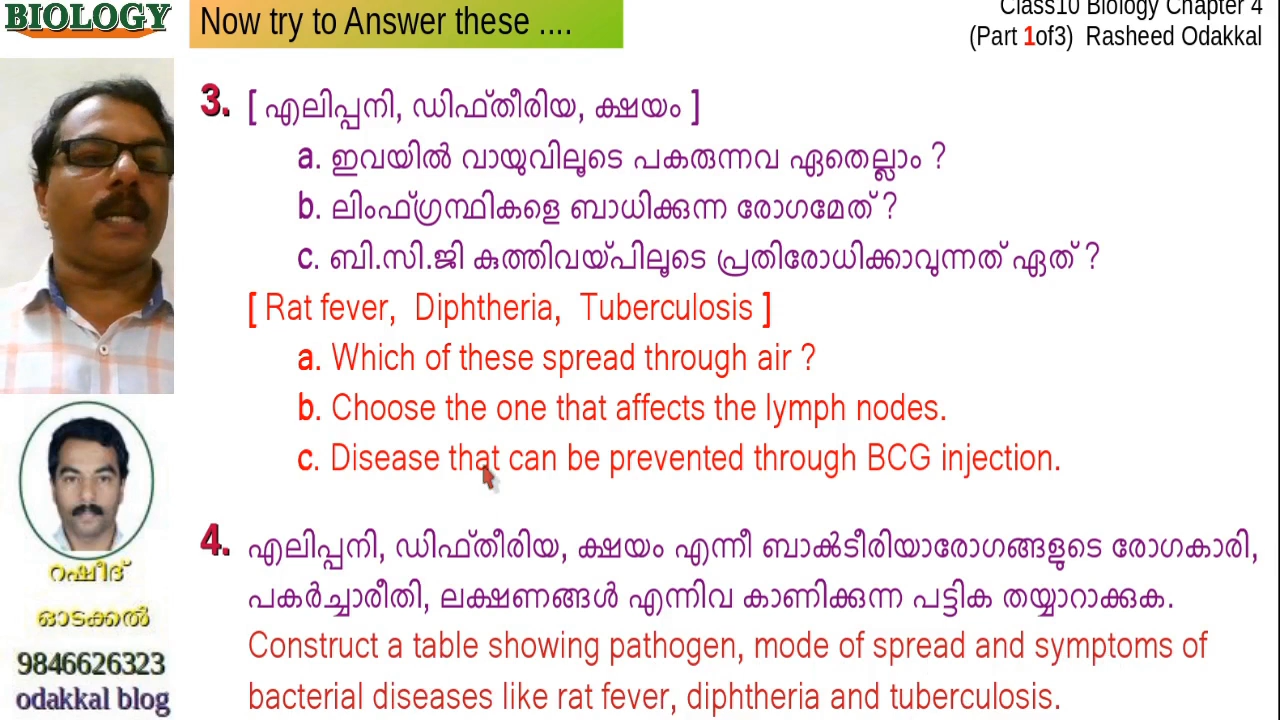 BIOLOGY
Now try to Answer these ....
Class10 Biology Chapter 4
(Part 1of3) Rasheed Odakkal
3. [ എലിപ്പനി, ഡിഫ്തീരിയ, ക്ഷയം ]
a. ഇവയിൽ വായുവിലൂടെ പകരുന്നവ ഏതെല്ലാം ?
b. ലിംഫ്ഗ്രന്ഥികളെ ബാധിക്കുന്ന രോഗമേത് ?
c. ബി.സി.ജി കുത്തിവയ്പിലൂടെ പ്രതിരോധിക്കാവുന്നത് ഏത് ?
[ Rat fever, Diphtheria, Tuberculosis ]
a. Which of these spread through air ?
b. Choose the one that affects the lymph nodes.
c. Disease that can be prevented through BCG injection.
4. എലിപ്പനി, ഡിഫ്തീരിയ, ക്ഷയം എന്നീ ബാക്ടീരിയാരോഗങ്ങളുടെ രോഗകാരി,
പകർച്ചാരീതി, ലക്ഷണങ്ങൾ എന്നിവ കാണിക്കുന്ന പട്ടിക തയ്യാറാക്കുക.
Construct a table showing pathogen, mode of spread and symptoms of
bacterial diseases like rat fever, diphtheria and tuberculosis.
റഷീദ്
ഓടക്കൽ
9846626323
odakkal blog